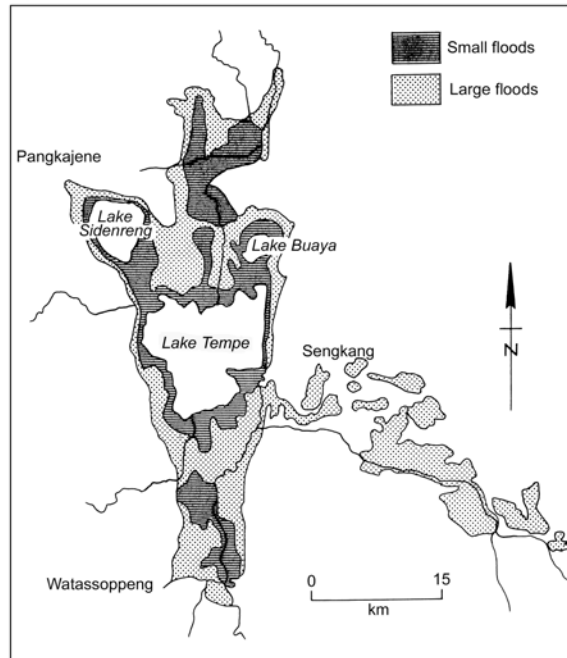 Small floods
Large floods
Pangkajene
Lake
Sidenreng
Lake Buaya
Lake Tempe
Sengkang
N
Watassoppeng
0 15
km